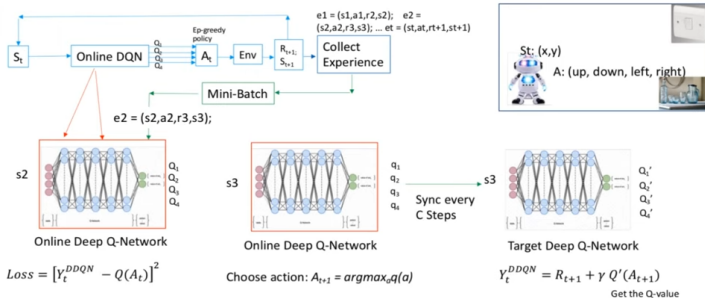 e1 = (s1,a1,r2,s2); e2 =
(s2,a2,r3,s3); ... et = (st,at,rt+1,st+1)
Ep-greedy
policy
St
Online DQN
Q1
Q2
Q3
Q4
At
Env
Rt+1;
St+1
Collect
Experience
St: (x,y)
A: (up, down, left, right)
Mini-Batch
e2 = (s2,a2,r3,s3);
s2
Q1
Q2
Q3
Q4
s3
q1
q2
q3
q4
Sync every
C Steps
s3
Q1'
Q2'
Q3'
Q4'
Online Deep Q-Network
Online Deep Q-Network
Target Deep Q-Network
Loss = [Yt^DDQN − Q(At)]²
Choose action: At+1 = argmaxaq(a)
Yt^DDQN = Rt+1 + γ Q'(At+1)
Get the Q-value